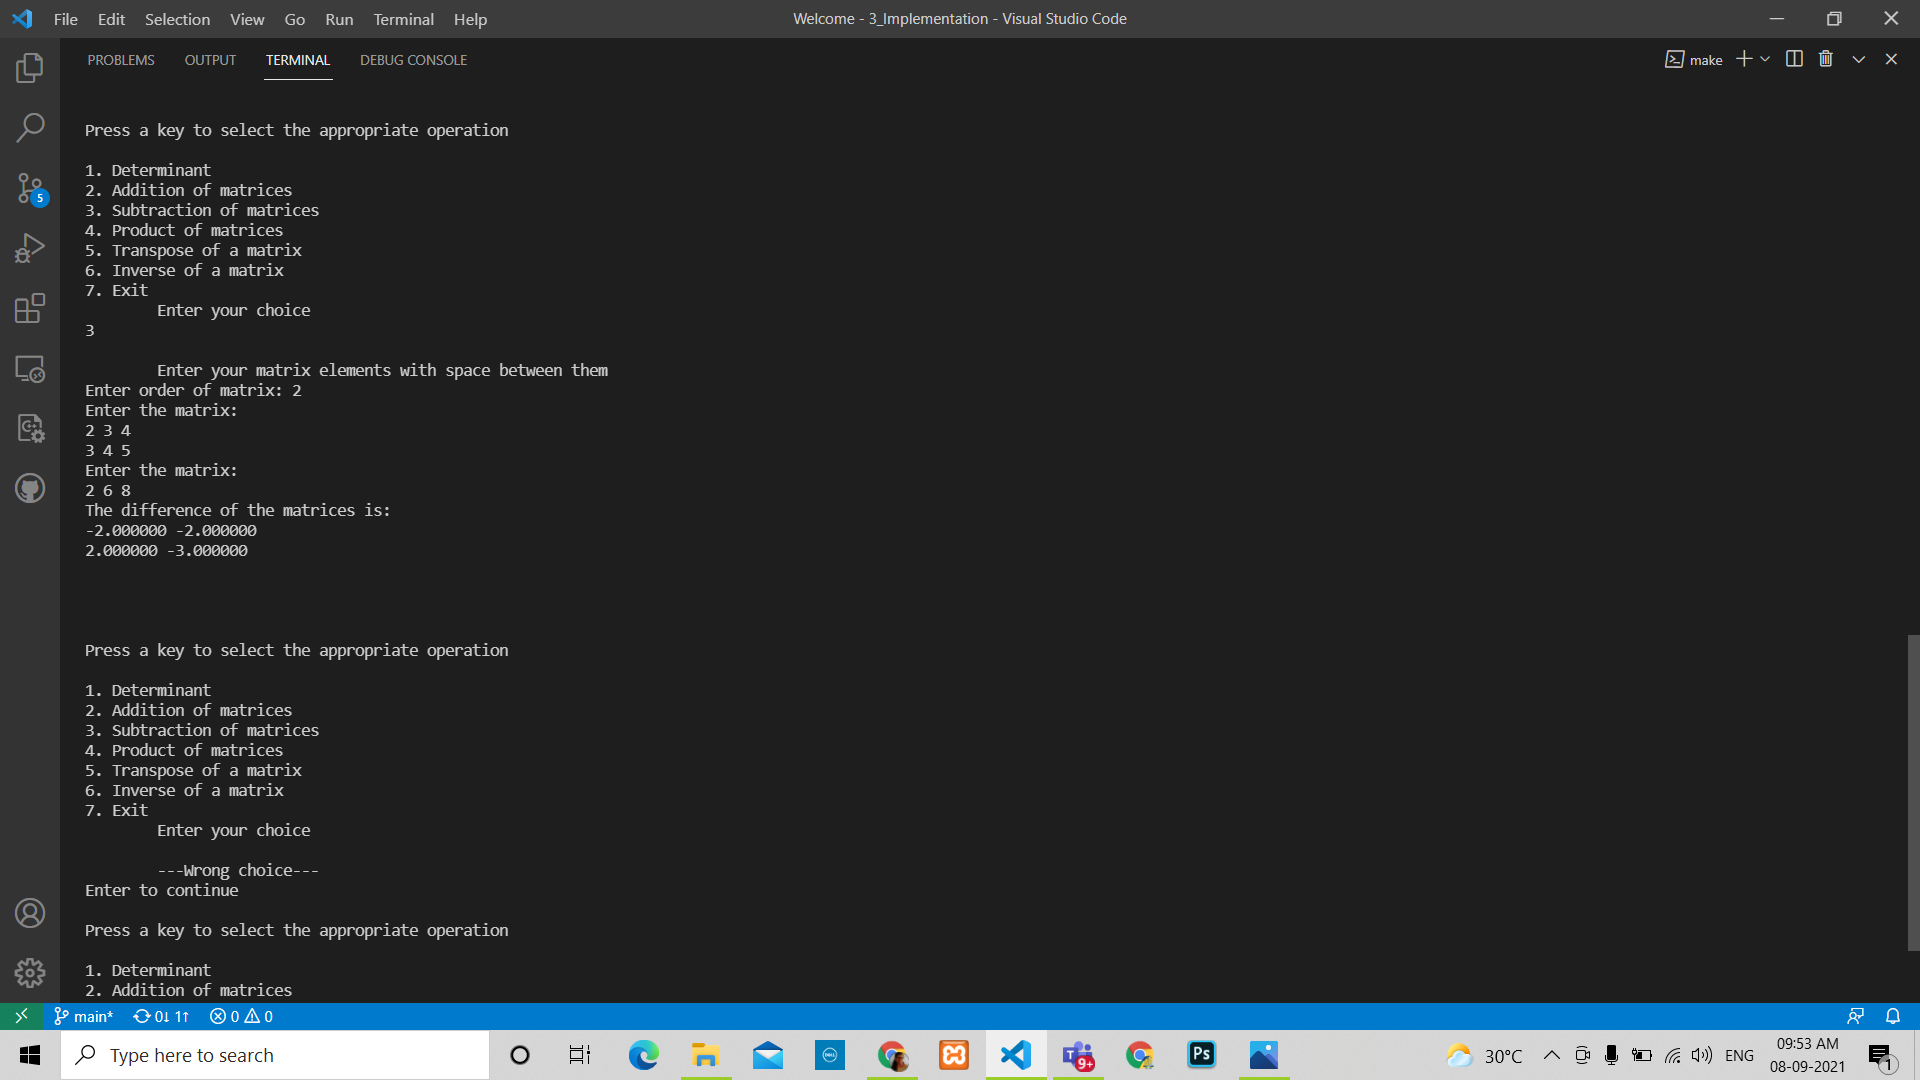 File Edit Selection View Go Run Terminal Help
Welcome - 3_Implementation - Visual Studio Code
PROBLEMS OUTPUT TERMINAL DEBUG CONSOLE
make
Press a key to select the appropriate operation
1. Determinant
2. Addition of matrices
3. Subtraction of matrices
4. Product of matrices
5. Transpose of a matrix
6. Inverse of a matrix
7. Exit
Enter your choice
3
Enter your matrix elements with space between them
Enter order of matrix: 2
Enter the matrix:
2 3 4
3 4 5
Enter the matrix:
2 6 8
The difference of the matrices is:
-2.000000 -2.000000
2.000000 -3.000000
Press a key to select the appropriate operation
1. Determinant
2. Addition of matrices
3. Subtraction of matrices
4. Product of matrices
5. Transpose of a matrix
6. Inverse of a matrix
7. Exit
Enter your choice
---Wrong choice---
Enter to continue
Press a key to select the appropriate operation
1. Determinant
2. Addition of matrices
5
main* 0↓ 1↑ 0 0
Type here to search
DELL
T 9+
Ps
30°C
ENG
09:53 AM
08-09-2021
1